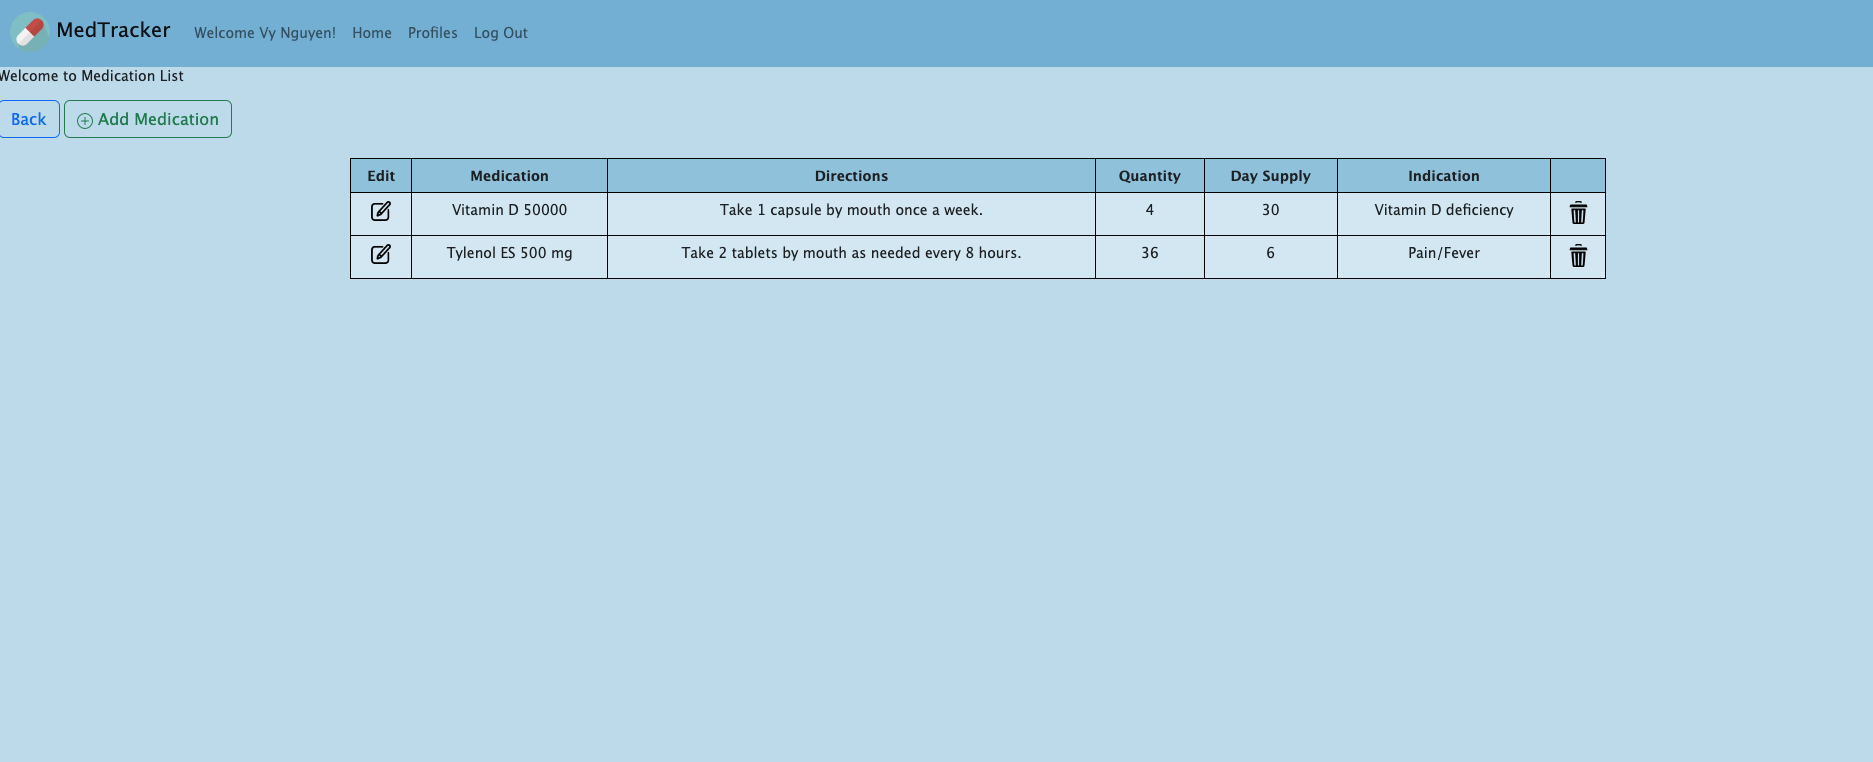 MedTracker Welcome Vy Nguyen! Home Profiles Log Out
Welcome to Medication List
Back Add Medication
Edit Medication Directions Quantity Day Supply Indication
Vitamin D 50000 Take 1 capsule by mouth once a week. 4 30 Vitamin D deficiency
Tylenol ES 500 mg Take 2 tablets by mouth as needed every 8 hours. 36 6 Pain/Fever